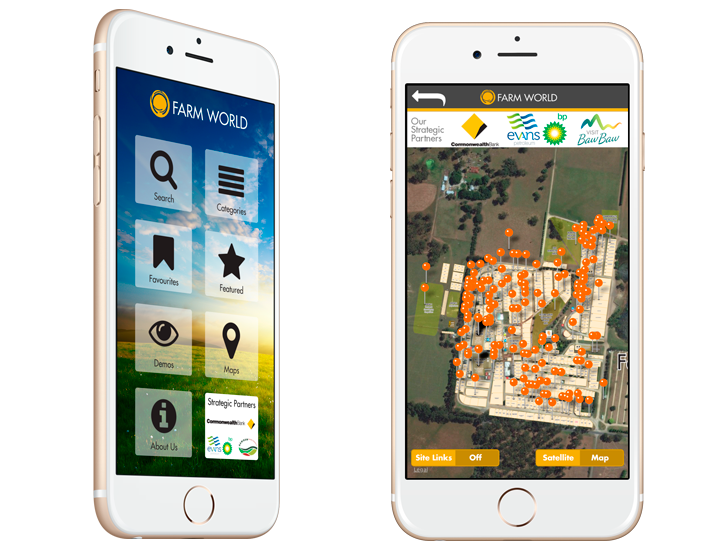 FARM WORLD
Search
Categories
Favourites
Featured
Demos
Maps
About Us
Strategic Partners
CommonwealthBank
evans
bp
FARM WORLD
Our
Strategic
Partners
CommonwealthBank
evans
petroleum
bp
VISIT
Baw Baw
Site Links
Off
Satellite
Map